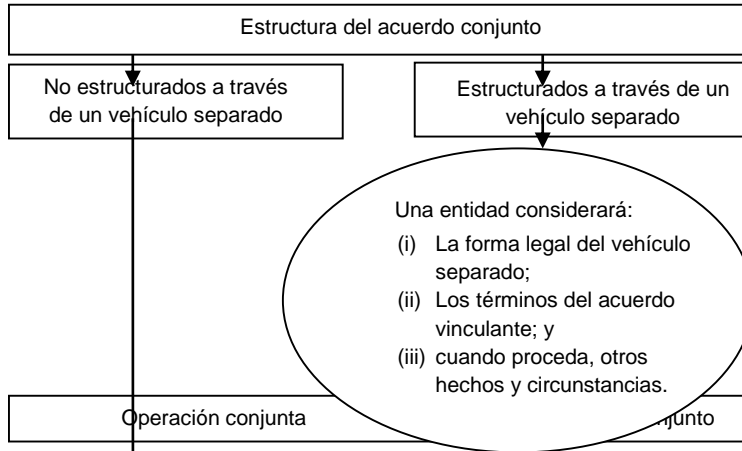 Estructura del acuerdo conjunto
No estructurados a través
de un vehículo separado
Estructurados a través de un
vehículo separado
Una entidad considerará:
(i) La forma legal del vehículo
separado;
(ii) Los términos del acuerdo
vinculante; y
(iii) cuando proceda, otros
hechos y circunstancias.
Operación conjunta